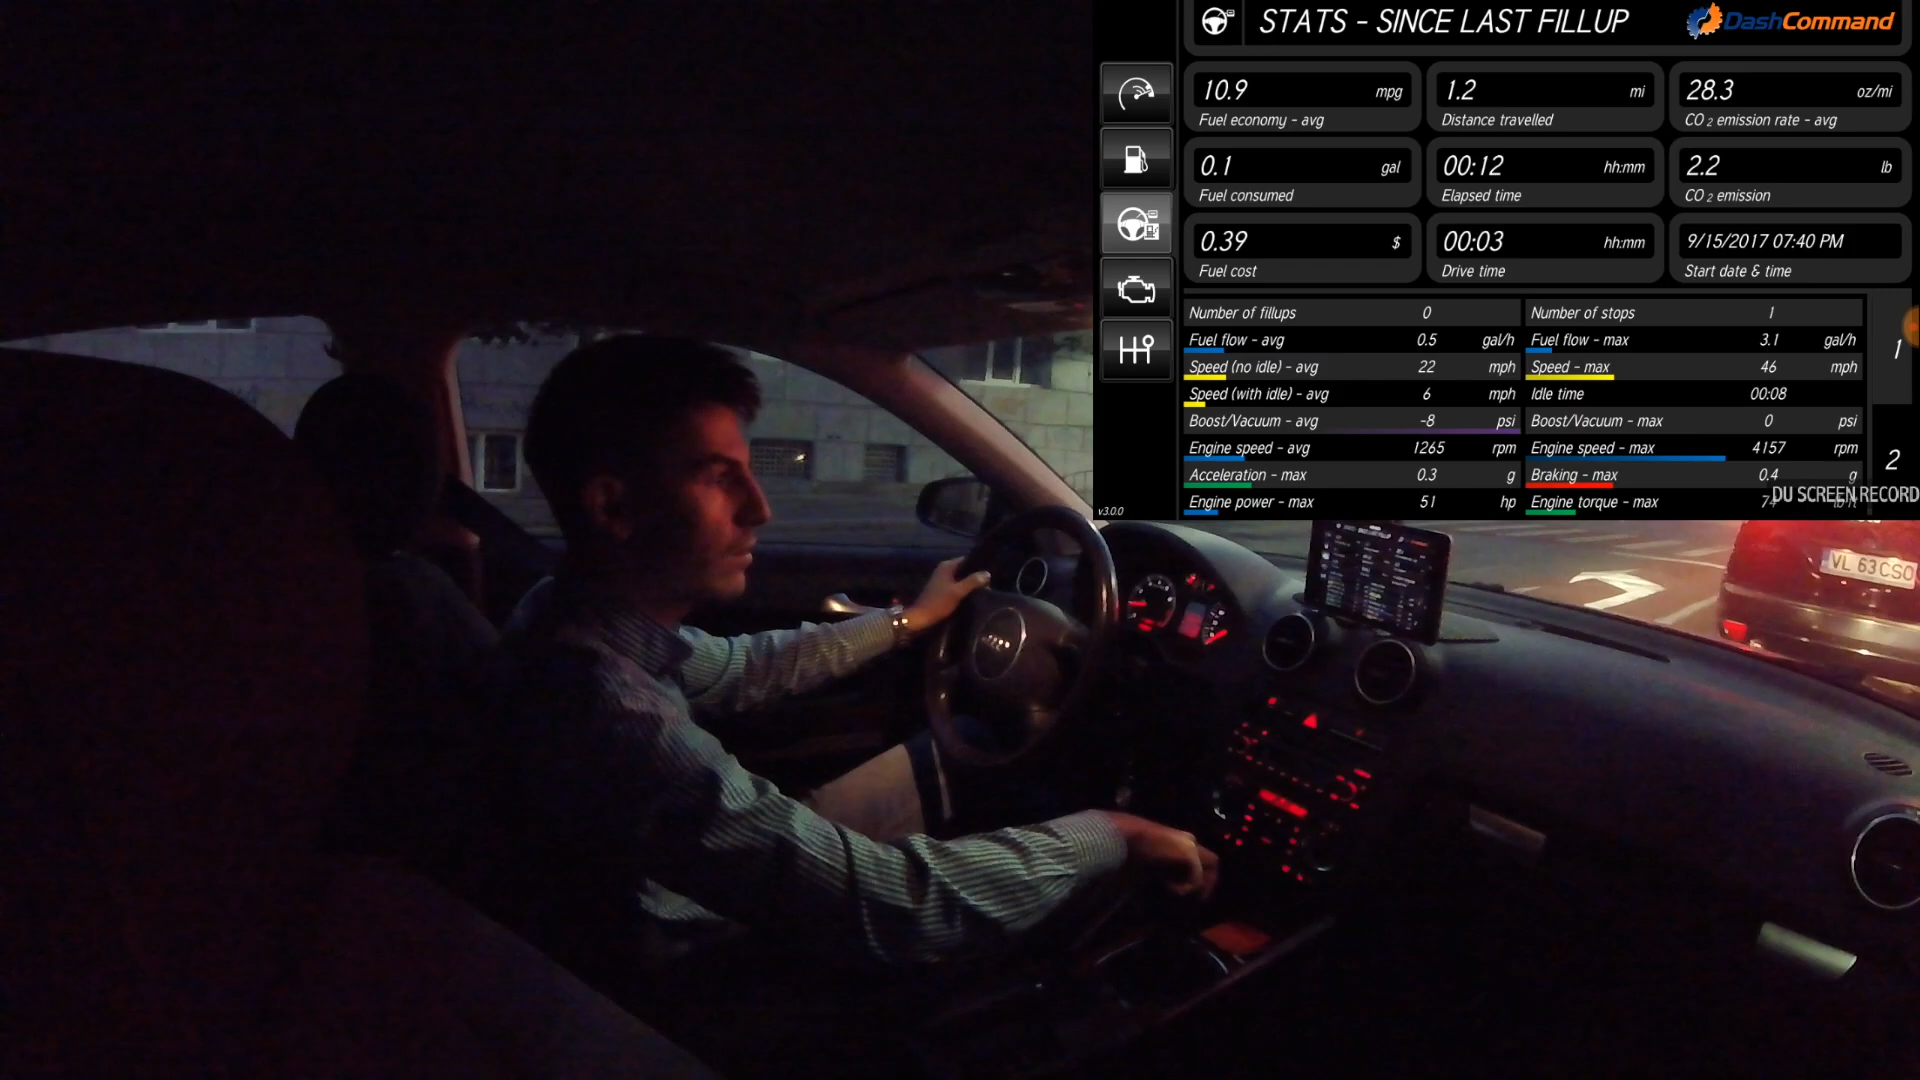 STATS - SINCE LAST FILLUP
DashCommand
10.9 mpg
Fuel economy - avg
1.2 mi
Distance travelled
28.3 oz/mi
CO2 emission rate - avg
0.1 gal
Fuel consumed
00:12 hh:mm
Elapsed time
2.2 lb
CO2 emission
0.39 $
Fuel cost
00:03 hh:mm
Drive time
9/15/2017 07:40 PM
Start date & time
Number of fillups 0
Number of stops 1
Fuel flow - avg 0.5 gal/h
Fuel flow - max 3.1 gal/h
Speed (no idle) - avg 22 mph
Speed - max 46 mph
Speed (with idle) - avg 6 mph
Idle time 00:08
Boost/Vacuum - avg -8 psi
Boost/Vacuum - max 0 psi
Engine speed - avg 1265 rpm
Engine speed - max 4157 rpm
Acceleration - max 0.3 g
Braking - max 0.4 g
Engine power - max 51 hp
Engine torque - max
1
2
DU SCREEN RECORD
v3.0.0
VL 63 CSO